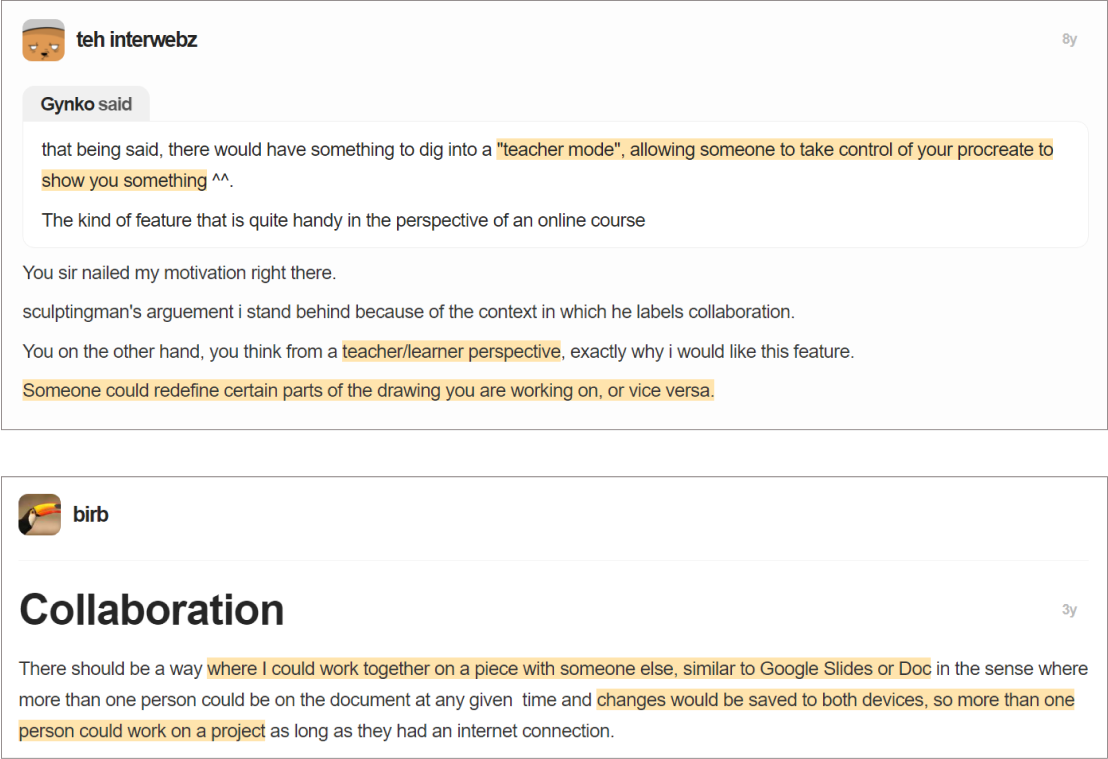 teh interwebz
8y
Gynko said
that being said, there would have something to dig into a "teacher mode", allowing someone to take control of your procreate to
show you something ^^.
The kind of feature that is quite handy in the perspective of an online course
You sir nailed my motivation right there.
sculptingman's arguement i stand behind because of the context in which he labels collaboration.
You on the other hand, you think from a teacher/learner perspective, exactly why i would like this feature.
Someone could redefine certain parts of the drawing you are working on, or vice versa.
birb
Collaboration
3y
There should be a way where I could work together on a piece with someone else, similar to Google Slides or Doc in the sense where
more than one person could be on the document at any given  time and changes would be saved to both devices, so more than one
person could work on a project as long as they had an internet connection.